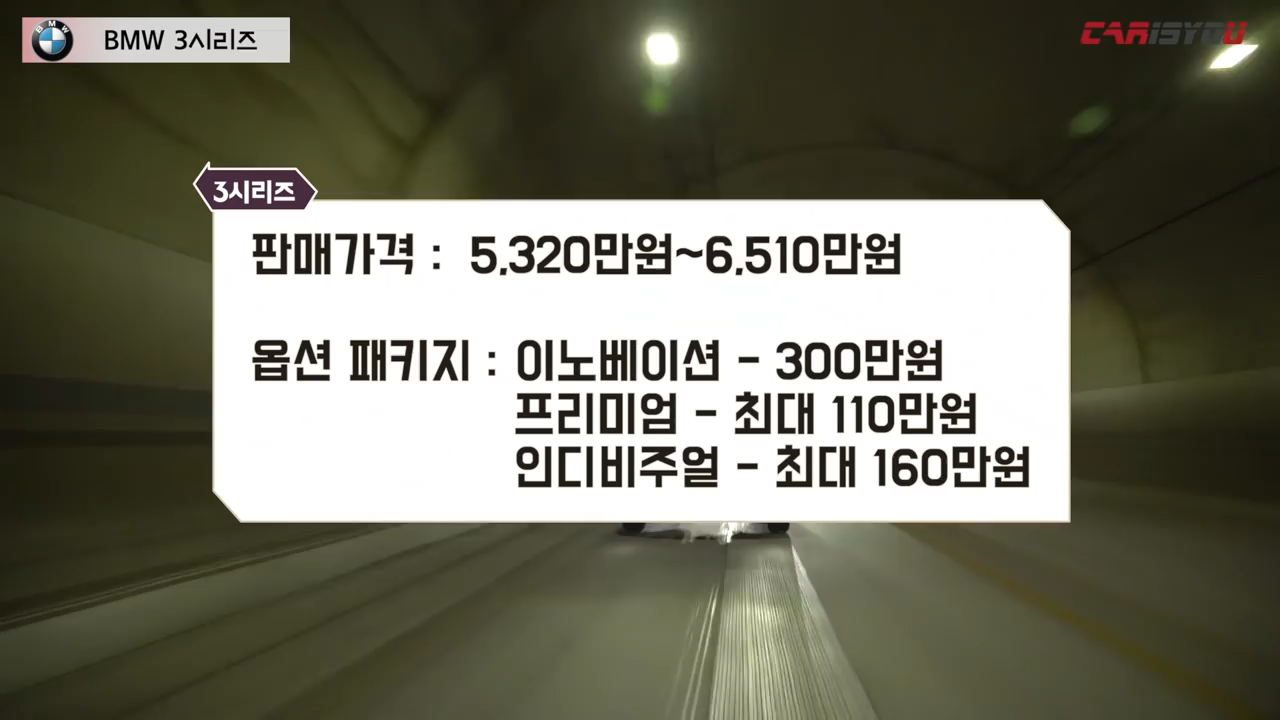 BMW
BMW 3시리즈
CARISYOU
3시리즈
판매가격 : 5,320만원~6,510만원
옵션 패키지 : 이노베이션 - 300만원
프리미엄 - 최대 110만원
인디비주얼 - 최대 160만원